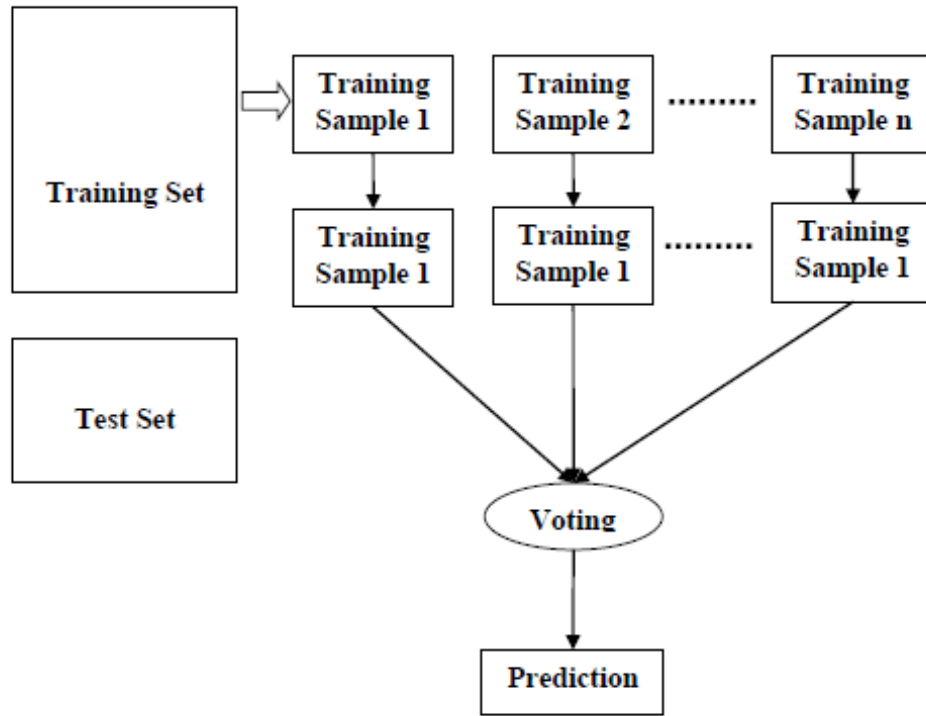 Training Set
Training
Sample 1
Training
Sample 2
Training
Sample n
Training
Sample 1
Training
Sample 1
Training
Sample 1
Test Set
Voting
Prediction